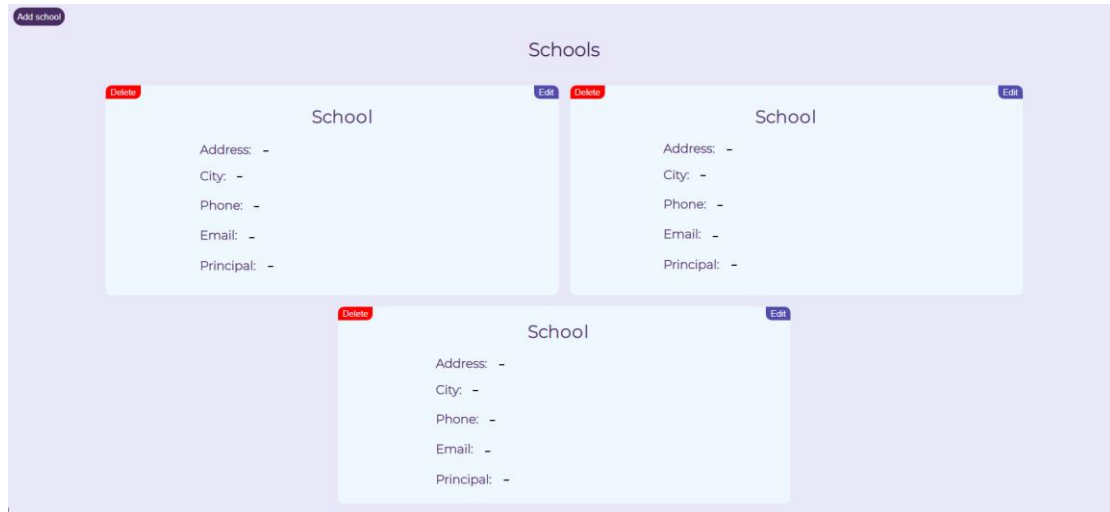 Add school
Schools
Delete
Edit
School
Address: -
City: -
Phone: -
Email: -
Principal: -
Delete
Edit
School
Address: -
City: -
Phone: -
Email: -
Principal: -
Delete
Edit
School
Address: -
City: -
Phone: -
Email: -
Principal: -